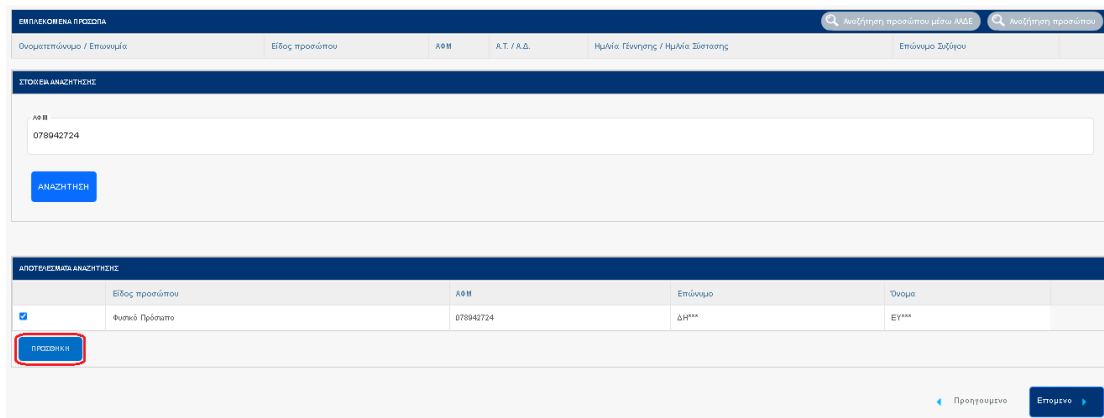 ΕΜΠΛΕΚΟΜΕΝΑ ΠΡΟΣΩΠΑ Αναζήτηση προσώπου μέσω ΑΑΔΕ Αναζήτηση προσώπου
Ονοματεπώνυμο / Επωνυμία Είδος προσώπου ΑΦΜ Α.Τ. / Α.Δ. Ημ/νία Γέννησης / Ημ/νία Σύστασης Επώνυμο Συζύγου
ΣΤΟΙΧΕΙΑ ΑΝΑΖΗΤΗΣΗΣ
ΑΦΜ
078942724
ΑΝΑΖΗΤΗΣΗ
ΑΠΟΤΕΛΕΣΜΑΤΑ ΑΝΑΖΗΤΗΣΗΣ
Είδος προσώπου ΑΦΜ Επώνυμο Όνομα
Φυσικό Πρόσωπο 078942724 ΔΗ*** ΕΥ***
ΠΡΟΣΘΗΚΗ
Προηγουμενο Επομενο